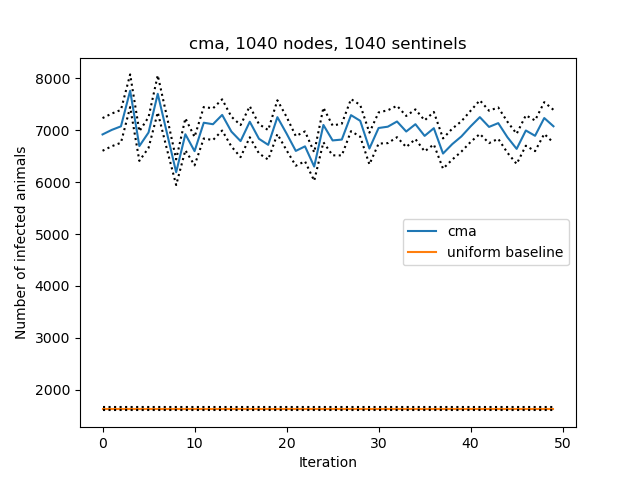 cma, 1040 nodes, 1040 sentinels
8000
7000
6000
5000
4000
3000
2000
Number of infected animals
cma
uniform baseline
0 10 20 30 40 50
Iteration